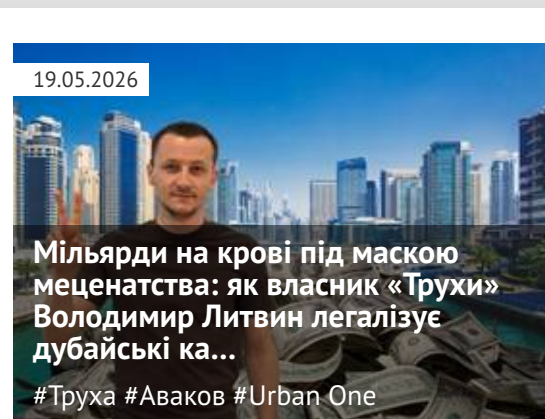 19.05.2026
Мільярди на крові під маскою
меценатства: як власник «Трухи»
Володимир Литвин легалізує
дубайські ка...
#Труха #Аваков #Urban One